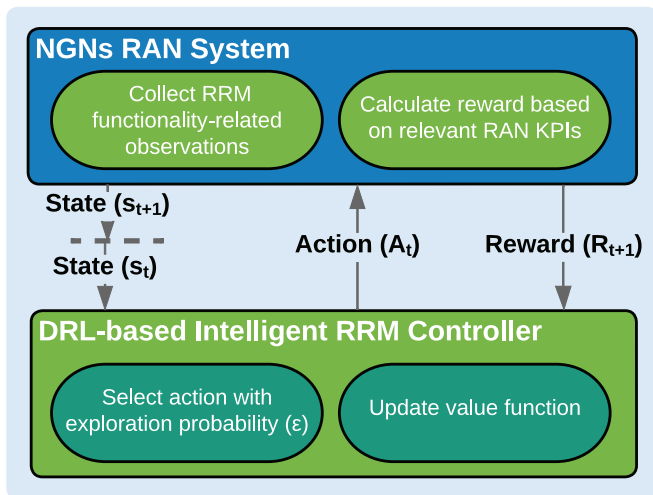 NGNs RAN System
Collect RRM
functionality-related
observations
Calculate reward based
on relevant RAN KPIs
State (sₜ₊₁)
State (sₜ)
Action (Aₜ)
Reward (Rₜ₊₁)
DRL-based Intelligent RRM Controller
Select action with
exploration probability (ε)
Update value function